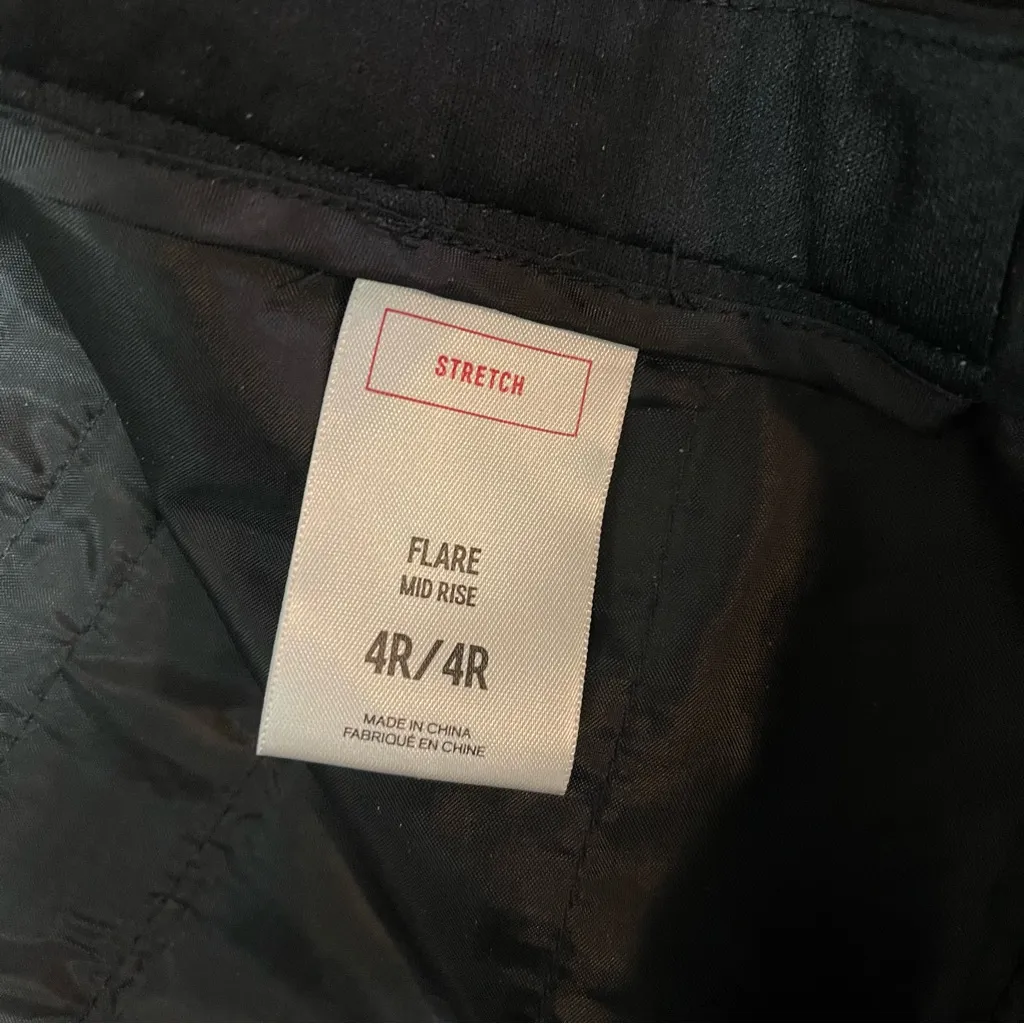 STRETCH
FLARE
MID RISE
4R/4R
MADE IN CHINA
FABRIQUÉ EN CHINE